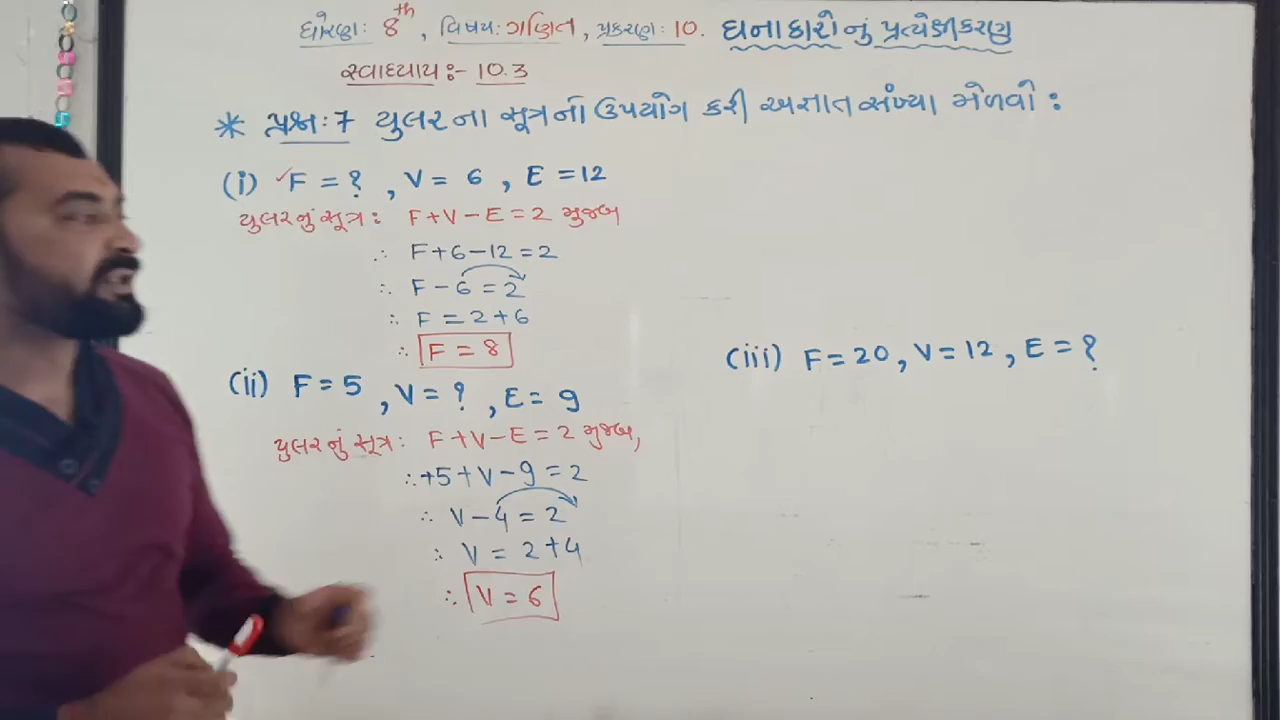 ધોરણ: 8th, વિષય: ગણિત, પ્રકરણ: 10. ઘનાકારોનું પ્રત્યેક્ષીકરણ
સ્વાધ્યાય:- 10.3
* પ્રશ્ન: 7 યુલરના સૂત્રનો ઉપયોગ કરી અજ્ઞાત સંખ્યા મેળવો :
(i) ✓ F = ? , V = 6 , E = 12
યુલરનું સૂત્ર : F+V-E=2 મુજબ
∴ F+6-12=2
∴ F-6=2
∴ F=2+6
∴ F=8
(ii) F=5 , V=? , E=9
યુલરનું સૂત્ર : F+V-E=2 મુજબ,
∴ +5+V-9=2
∴ V-4=2
∴ V=2+4
∴ V=6
(iii) F=20, V=12, E=?